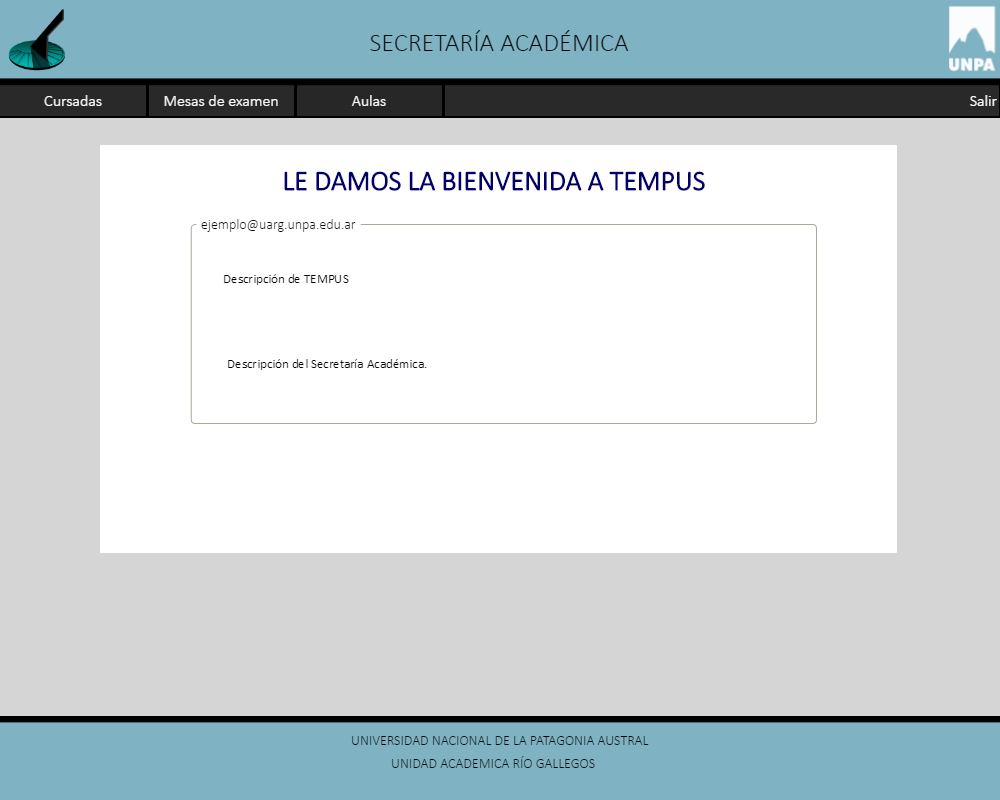 SECRETARÍA ACADÉMICA
UNPA
Cursadas
Mesas de examen
Aulas
Salir
LE DAMOS LA BIENVENIDA A TEMPUS
ejemplo@uarg.unpa.edu.ar
Descripción de TEMPUS
Descripción del Secretaría Académica.
UNIVERSIDAD NACIONAL DE LA PATAGONIA AUSTRAL
UNIDAD ACADEMICA RÍO GALLEGOS